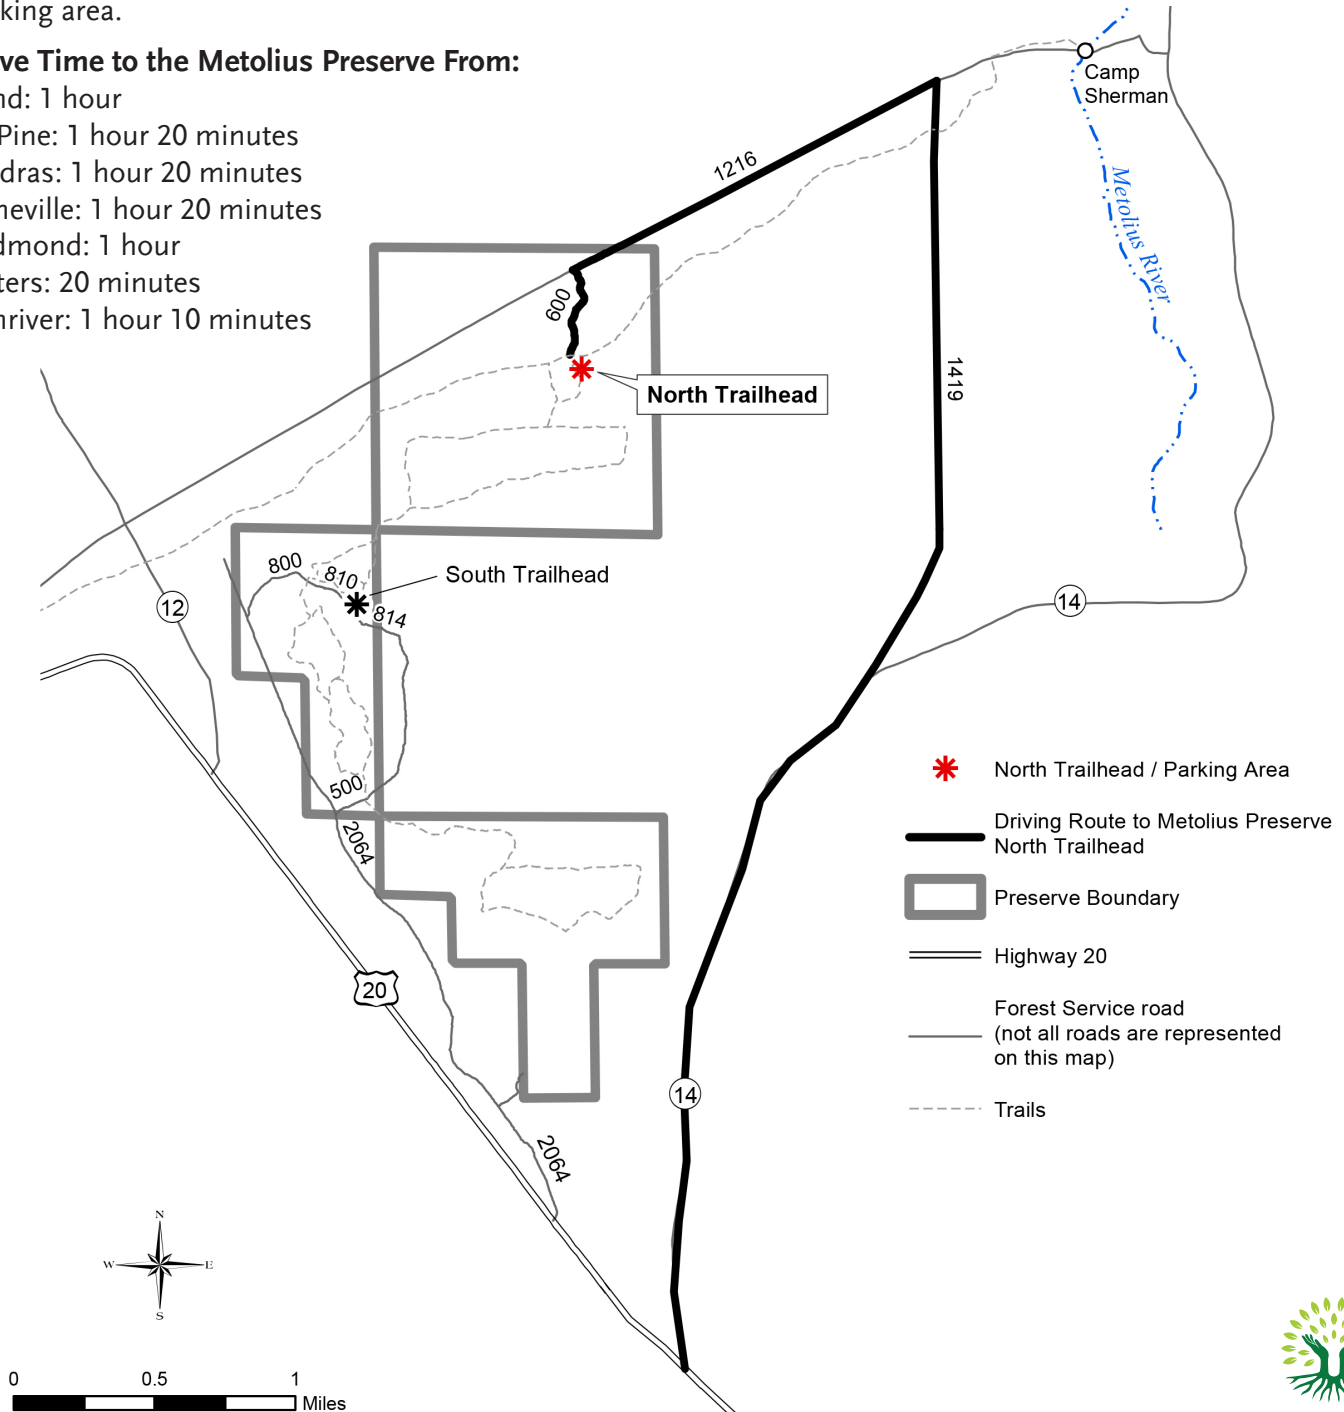 king area.
ve Time to the Metolius Preserve From:
nd: 1 hour
Pine: 1 hour 20 minutes
dras: 1 hour 20 minutes
neville: 1 hour 20 minutes
dmond: 1 hour
ters: 20 minutes
nriver: 1 hour 10 minutes
Camp
Sherman
1216
Metolius River
600
1419
North Trailhead
800
810
South Trailhead
12
814
14
500
2064
20
14
2064
North Trailhead / Parking Area
Driving Route to Metolius Preserve
North Trailhead
Preserve Boundary
Highway 20
Forest Service road
(not all roads are represented
on this map)
Trails
N
W E
S
0 0.5 1
Miles